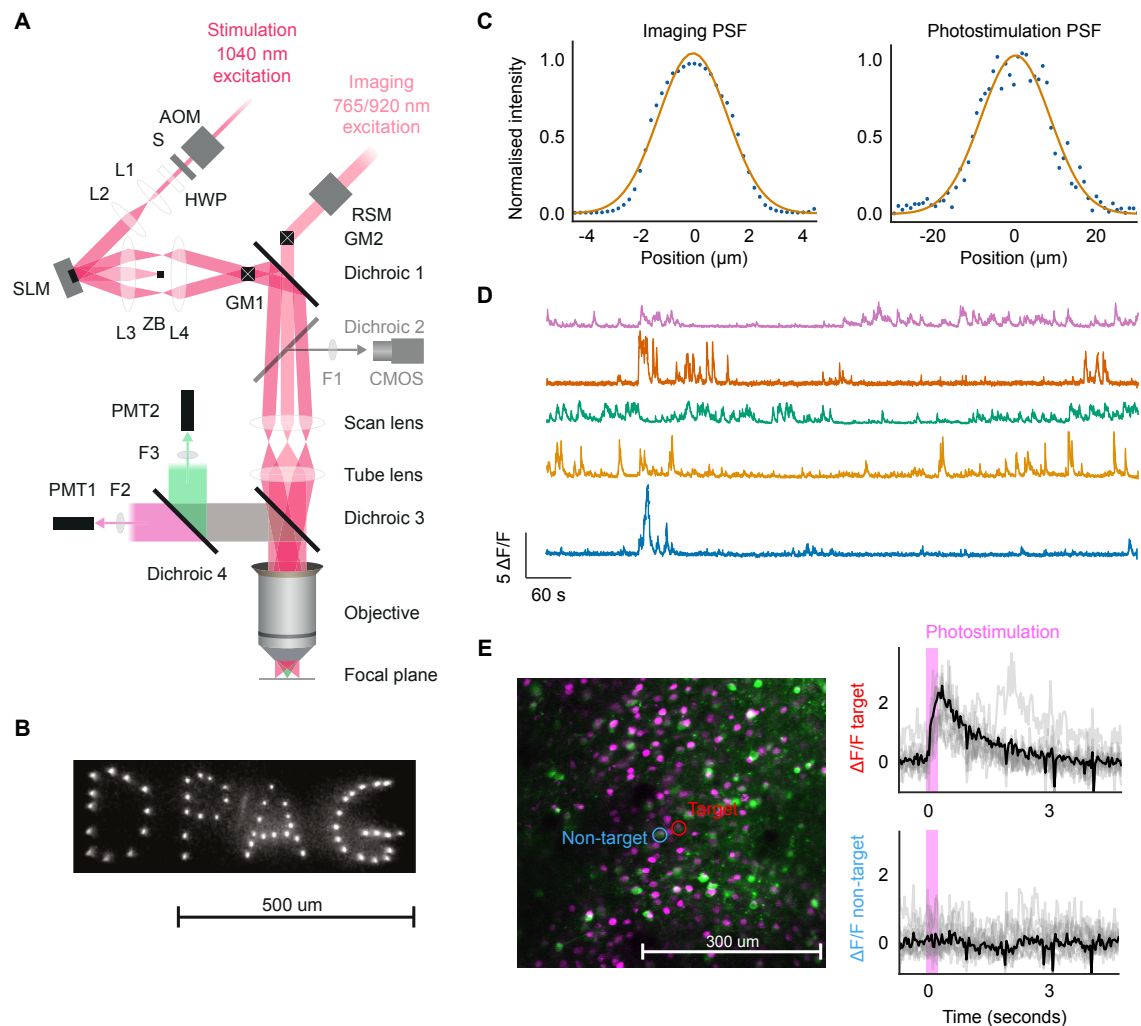 A
Stimulation
1040 nm
excitation
Imaging
765/920 nm
excitation
AOM
S
L1
HWP
L2
RSM
GM2
Dichroic 1
SLM
GM1
L3
ZB
L4
Dichroic 2
F1
CMOS
PMT2
Scan lens
F3
Tube lens
PMT1
F2
Dichroic 3
Dichroic 4
Objective
Focal plane
B
DPAG
500 um
C
Imaging PSF
Photostimulation PSF
Normalised intensity
1.0
0.5
0.0
-4
-2
0
2
4
Position (µm)
1.0
0.5
0.0
-20
0
20
Position (µm)
D
5 ΔF/F
60 s
E
Target
Non-target
300 um
Photostimulation
ΔF/F target
2
0
0
3
ΔF/F non-target
2
0
0
3
Time (seconds)